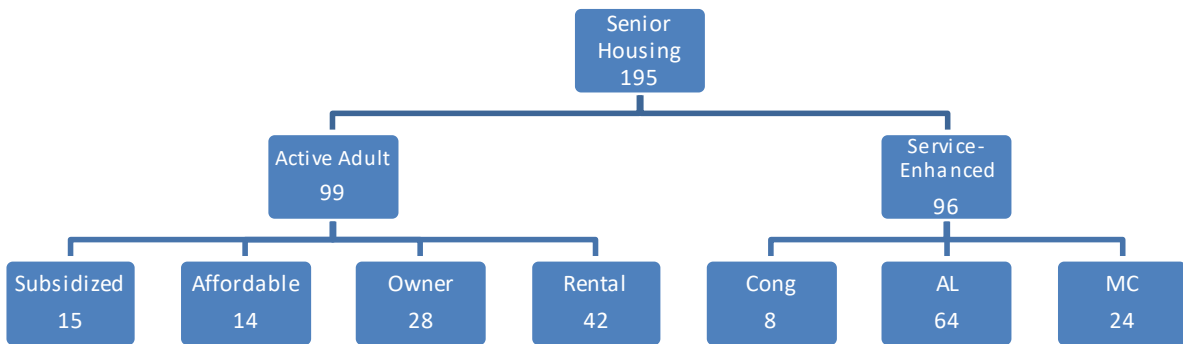 Senior
Housing
195
Active Adult
99
Service-
Enhanced
96
Subsidized
15
Affordable
14
Owner
28
Rental
42
Cong
8
AL
64
MC
24